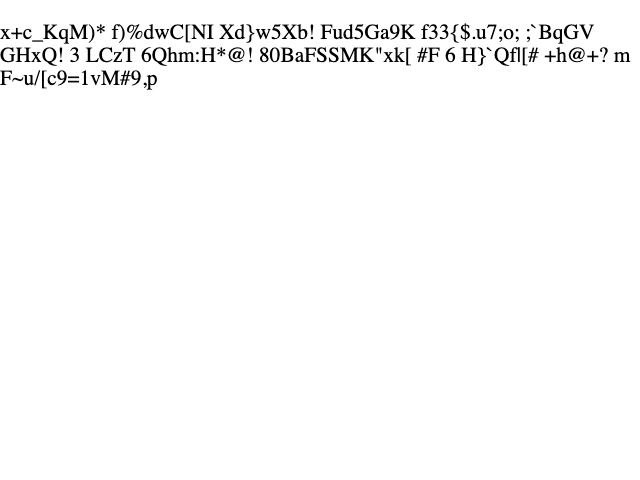 x+c_KqM)* f)%dwC[NI Xd}w5Xb! Fud5Ga9K f33{$.u7;o; ;`BqGV
GHxQ! 3 LCzT 6Qhm:H*@! 80BaFSSMK"xk[ #F 6 H}`Qf|[# +h@+? m
F~u/[c9=1vM#9,p